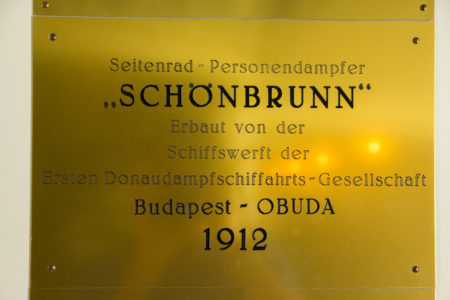 Seitenrad-Personendampfer
„SCHÖNBRUNN“
Erbaut von der
Schiffswerft der
Ersten Donaudampfschiffahrts-Gesellschaft
Budapest - OBUDA
1912